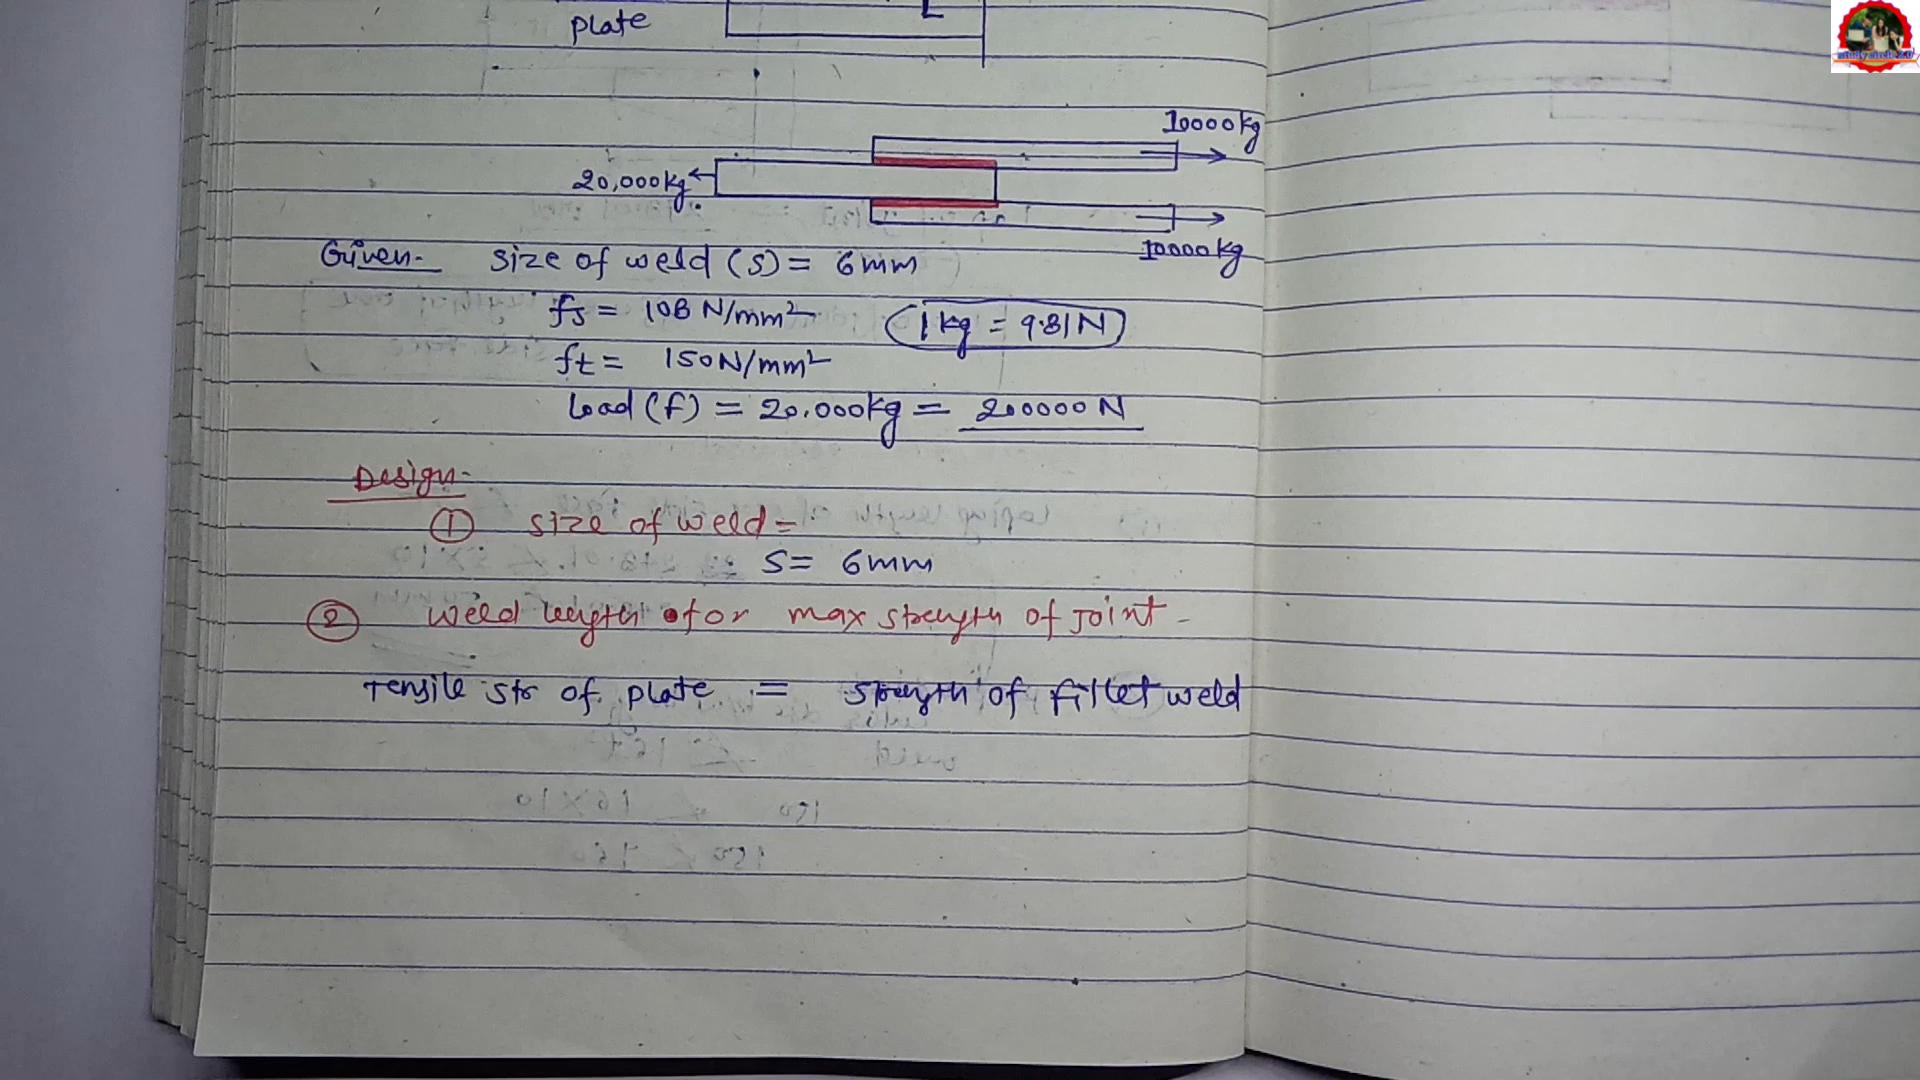 plate
L
10000kg
20,000kg
10000kg
Given- size of weld (s) = 6mm
fs = 108 N/mm²
1 kg = 9.81N
ft = 150N/mm²
Load (f) = 20.000kg = 200000 N
Design-
① size of weld =
S = 6mm
② weld length for max strength of Joint -
Tensile str of plate = strength of fillet weld